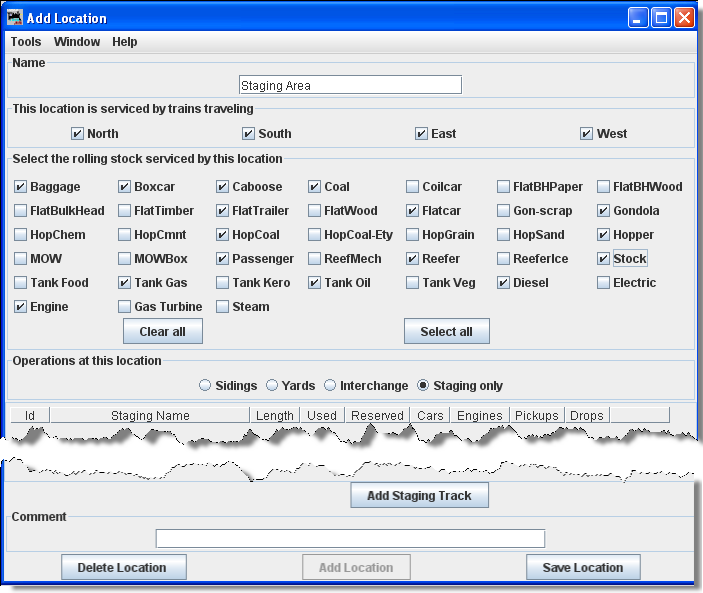 Add Location
Tools Window Help
Name
Staging Area
This location is serviced by trains traveling
North South East West
Select the rolling stock serviced by this location
Baggage Boxcar Caboose Coal Coilcar FlatBHPaper FlatBHWood
FlatBulkHead FlatTimber FlatTrailer FlatWood Flatcar Gon-scrap Gondola
HopChem HopCmnt HopCoal HopCoal-Ety HopGrain HopSand Hopper
MOW MOWBox Passenger ReefMech Reefer ReeferIce Stock
Tank Food Tank Gas Tank Kero Tank Oil Tank Veg Diesel Electric
Engine Gas Turbine Steam
Clear all Select all
Operations at this location
Sidings Yards Interchange Staging only
Id Staging Name Length Used Reserved Cars Engines Pickups Drops
Add Staging Track
Comment
Delete Location Add Location Save Location